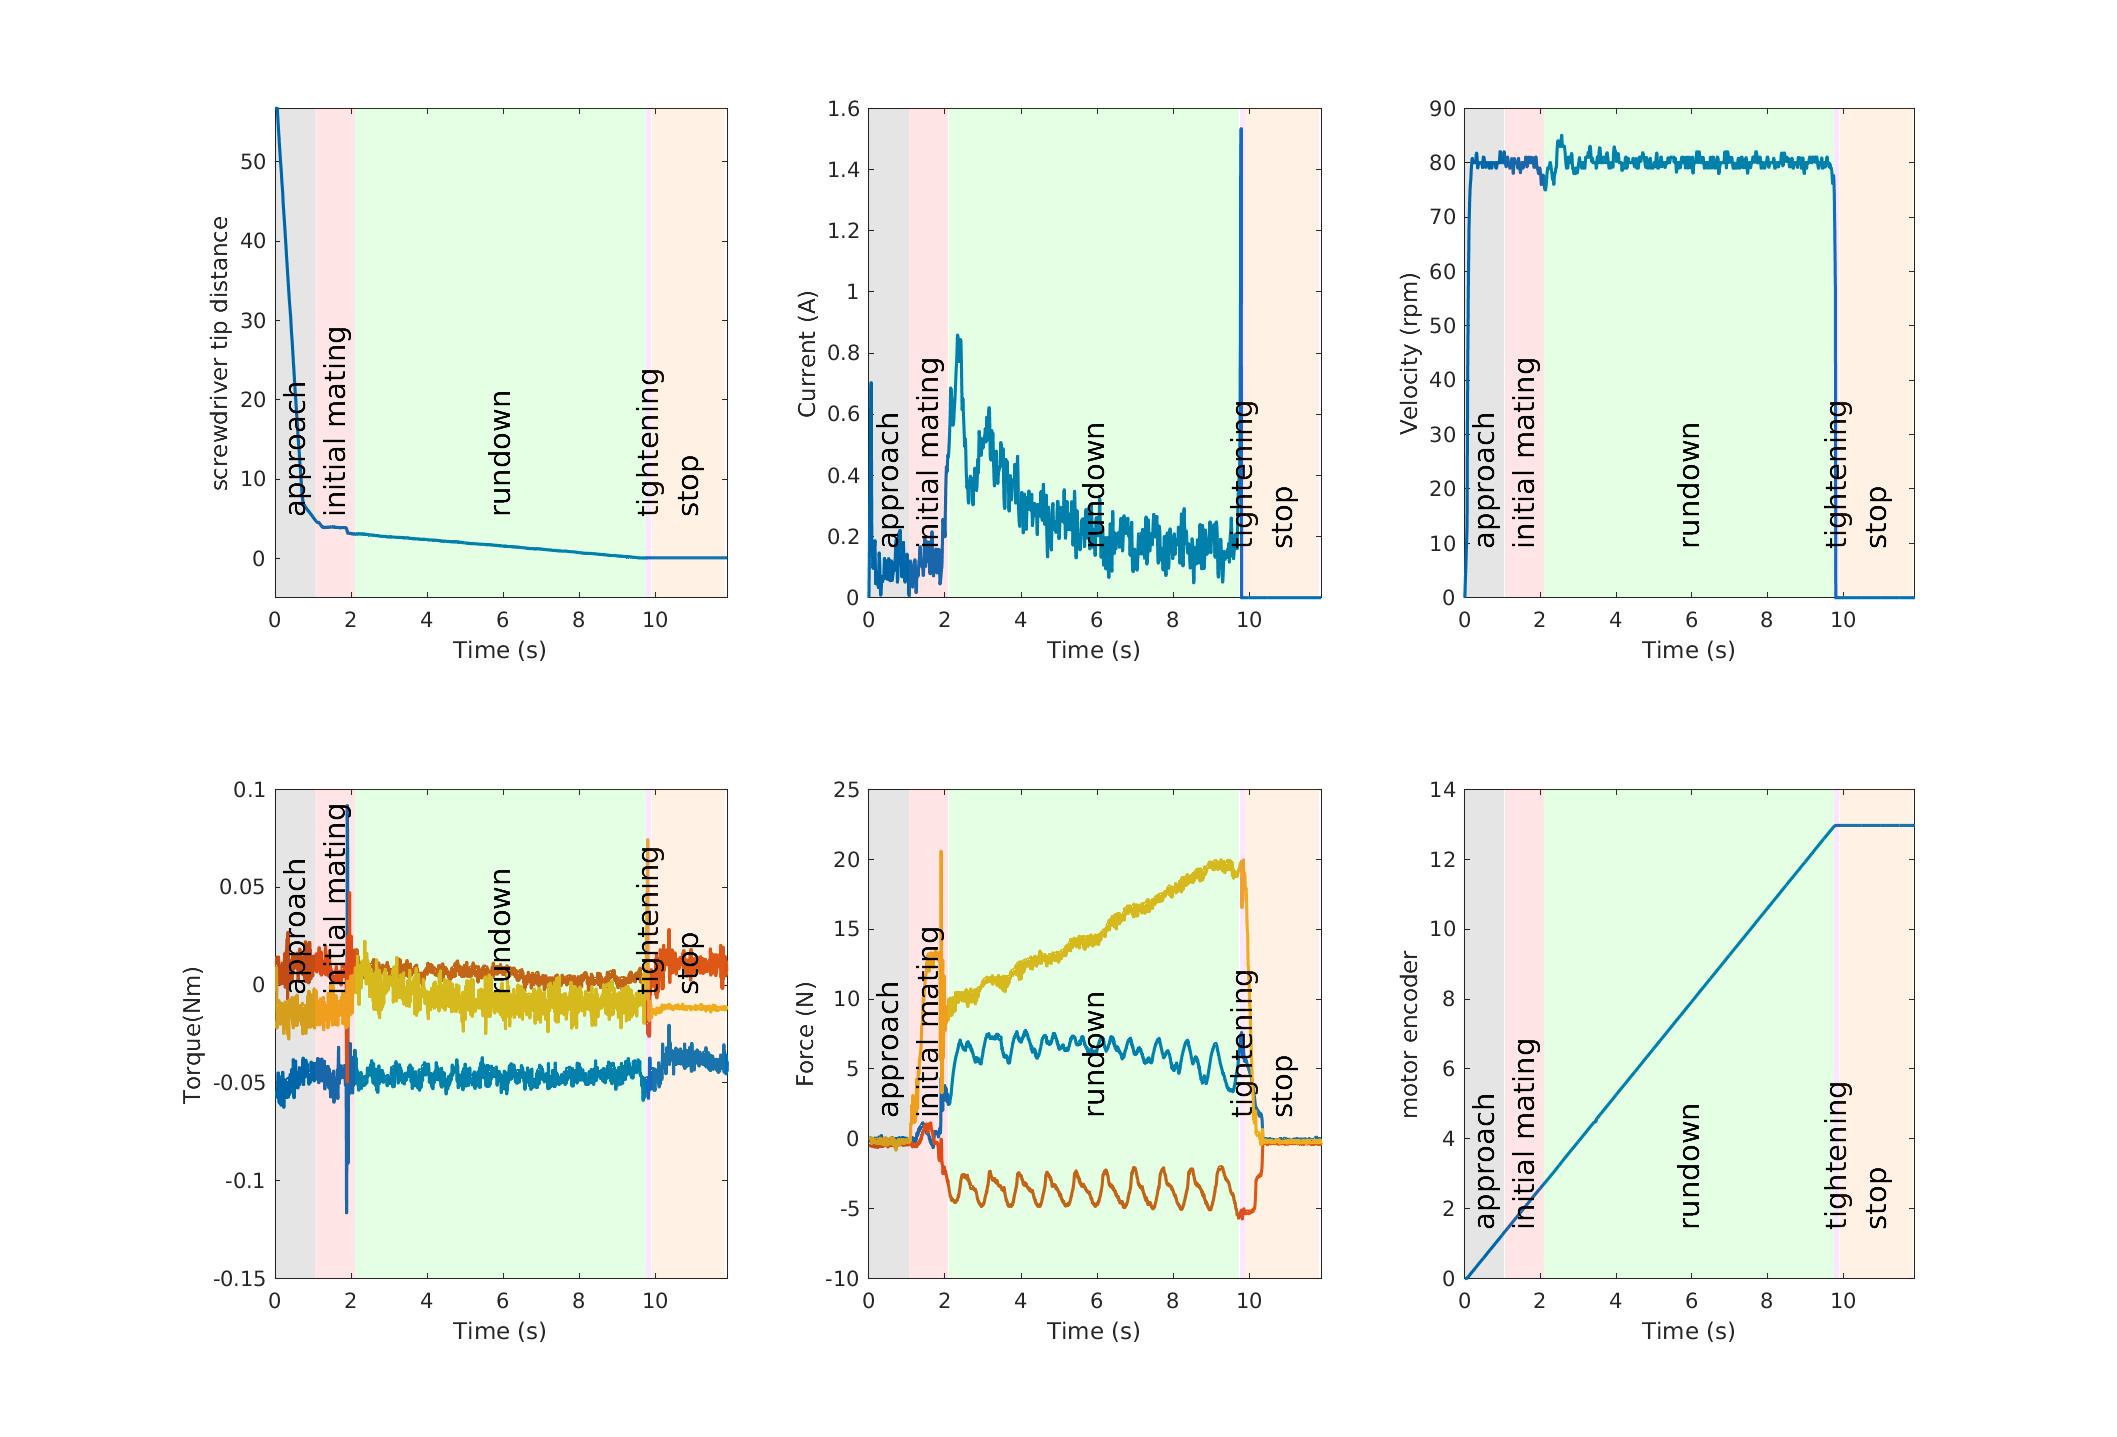 screwdriver tip distance
50
40
30
20
10
0
approach
initial mating
rundown
tightening
stop
0 2 4 6 8 10
Time (s)
Current (A)
1.6
1.4
1.2
1
0.8
0.6
0.4
0.2
0
approach
initial mating
rundown
tightening
stop
0 2 4 6 8 10
Time (s)
Velocity (rpm)
90
80
70
60
50
40
30
20
10
0
approach
initial mating
rundown
tightening
stop
0 2 4 6 8 10
Time (s)
Torque(Nm)
0.1
0.05
0
-0.05
-0.1
-0.15
approach
initial mating
rundown
tightening
stop
0 2 4 6 8 10
Time (s)
Force (N)
25
20
15
10
5
0
-5
-10
approach
initial mating
rundown
tightening
stop
0 2 4 6 8 10
Time (s)
motor encoder
14
12
10
8
6
4
2
0
approach
initial mating
rundown
tightening
stop
0 2 4 6 8 10
Time (s)